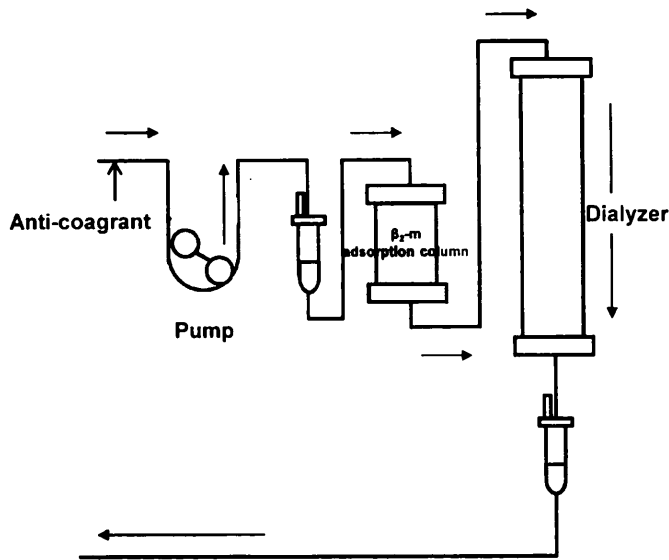 Anti-coagrant
Pump
β₂-m
adsorption column
Dialyzer